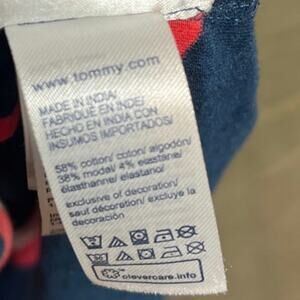 www.tommy.com
MADE IN INDIA/
FABRIQUE EN INDE/
HECHO EN INDIA CON
INSUMOS IMPORTADOS/
58% cotton/ coton/ algodón/
38% modal/ 4% elastane/
élasthanne/ elastano/
exclusive of decoration/
sauf décoration/ excluye la
decoración
clevercare.info